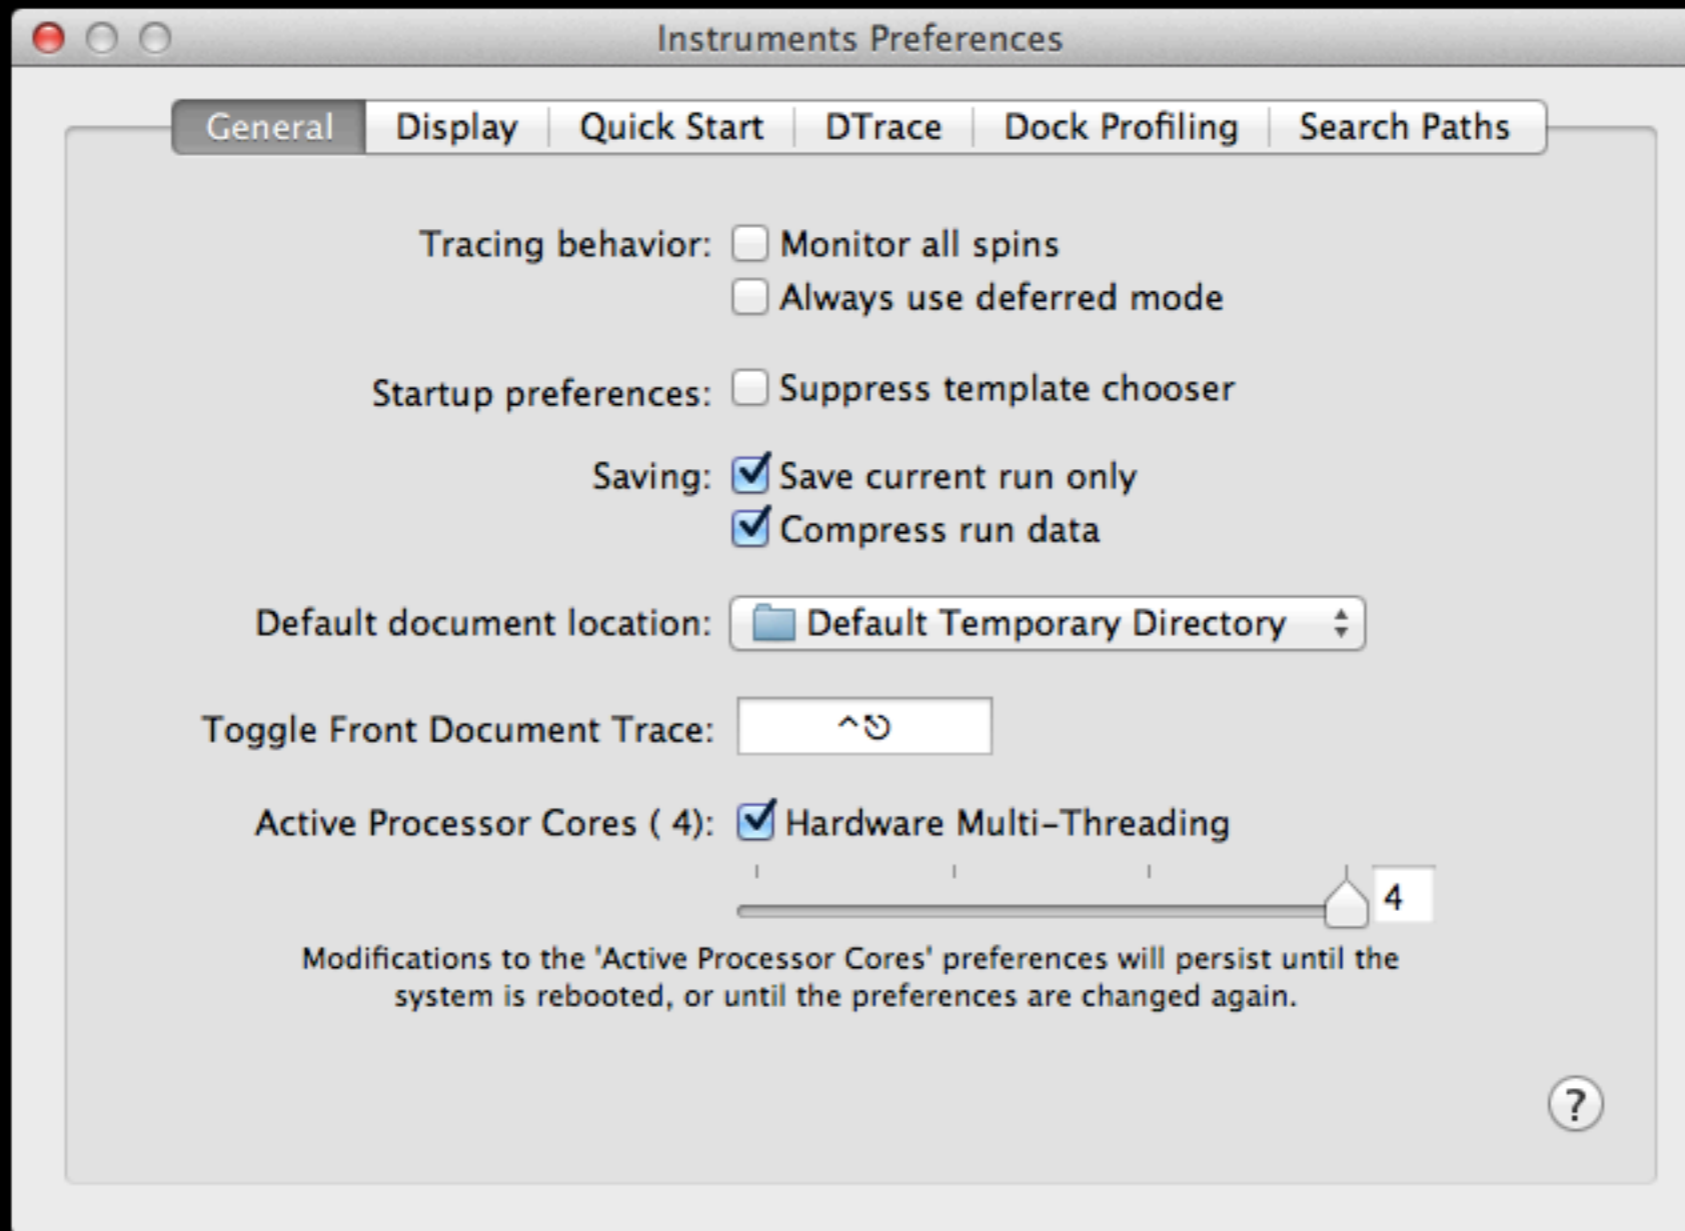 Instruments Preferences
General Display Quick Start DTrace Dock Profiling Search Paths
Tracing behavior: Monitor all spins
Always use deferred mode
Startup preferences: Suppress template chooser
Saving: Save current run only
Compress run data
Default document location: Default Temporary Directory
Toggle Front Document Trace: ^⎋
Active Processor Cores ( 4): Hardware Multi-Threading
4
Modifications to the 'Active Processor Cores' preferences will persist until the
system is rebooted, or until the preferences are changed again.
?